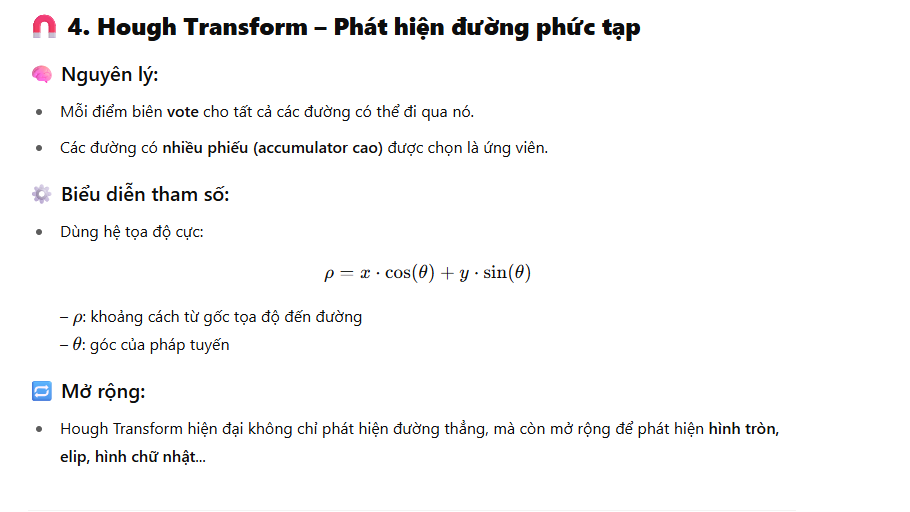 🧲 4. Hough Transform – Phát hiện đường phức tạp
🧠 Nguyên lý:
• Mỗi điểm biên vote cho tất cả các đường có thể đi qua nó.
• Các đường có nhiều phiếu (accumulator cao) được chọn là ứng viên.
⚙️ Biểu diễn tham số:
• Dùng hệ tọa độ cực:
ρ = x · cos(θ) + y · sin(θ)
– ρ: khoảng cách từ gốc tọa độ đến đường
– θ: góc của pháp tuyến
🔁 Mở rộng:
• Hough Transform hiện đại không chỉ phát hiện đường thẳng, mà còn mở rộng để phát hiện hình tròn,
elip, hình chữ nhật...